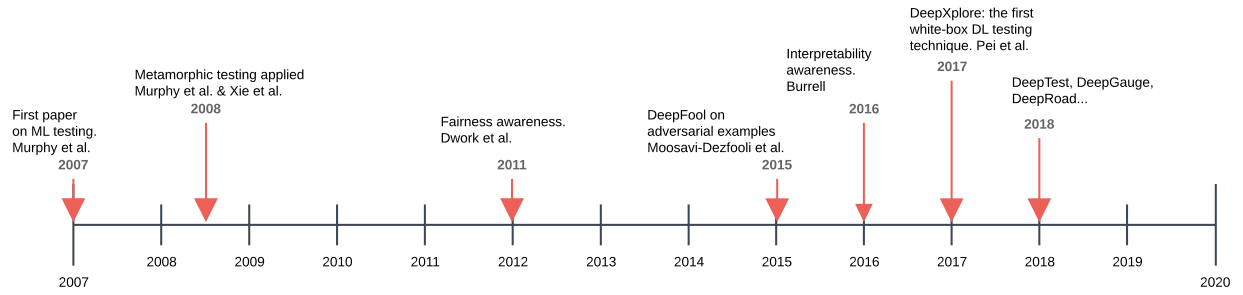 First paper
on ML testing.
Murphy et al.
2007
Metamorphic testing applied
Murphy et al. & Xie et al.
2008
Fairness awareness.
Dwork et al.
2011
DeepFool on
adversarial examples
Moosavi-Dezfooli et al.
2015
Interpretability
awareness.
Burrell
2016
DeepXplore: the first
white-box DL testing
technique. Pei et al.
2017
DeepTest, DeepGauge,
DeepRoad...
2018
2007
2008
2009
2010
2011
2012
2013
2014
2015
2016
2017
2018
2019
2020